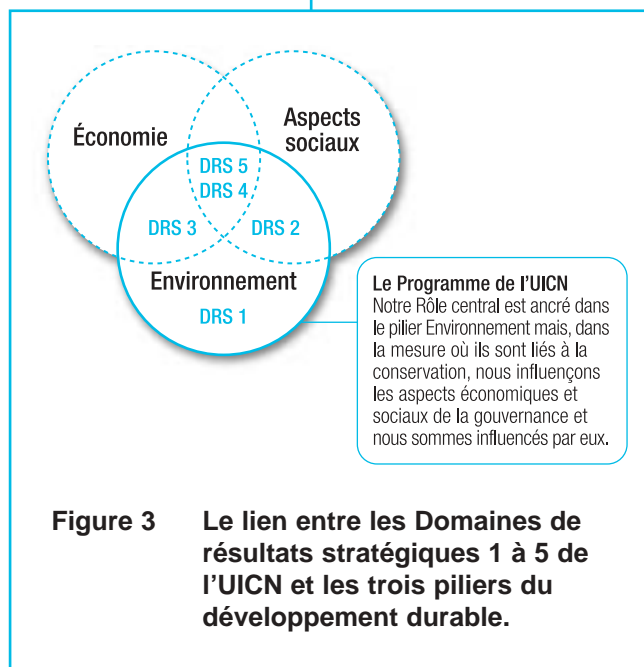 Économie
Aspects
sociaux
DRS 5
DRS 4
DRS 3
DRS 2
Environnement
DRS 1
Le Programme de l’UICN
Notre Rôle central est ancré dans
le pilier Environnement mais, dans
la mesure où ils sont liés à la
conservation, nous influençons
les aspects économiques et
sociaux de la gouvernance et
nous sommes influencés par eux.
Figure 3 Le lien entre les Domaines de
résultats stratégiques 1 à 5 de
l’UICN et les trois piliers du
développement durable.